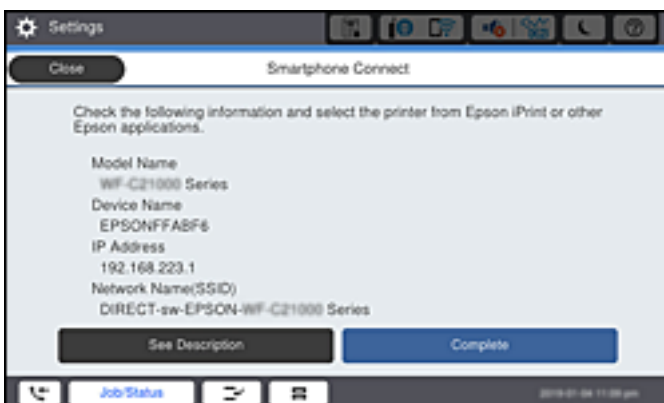 Settings
Close
Smartphone Connect
Check the following information and select the printer from Epson iPrint or other
Epson applications.
Model Name
WF-C21000 Series
Device Name
EPSONFFABF6
IP Address
192.168.223.1
Network Name(SSID)
DIRECT-sw-EPSON-WF-C21000 Series
See Description
Complete
Job/Status